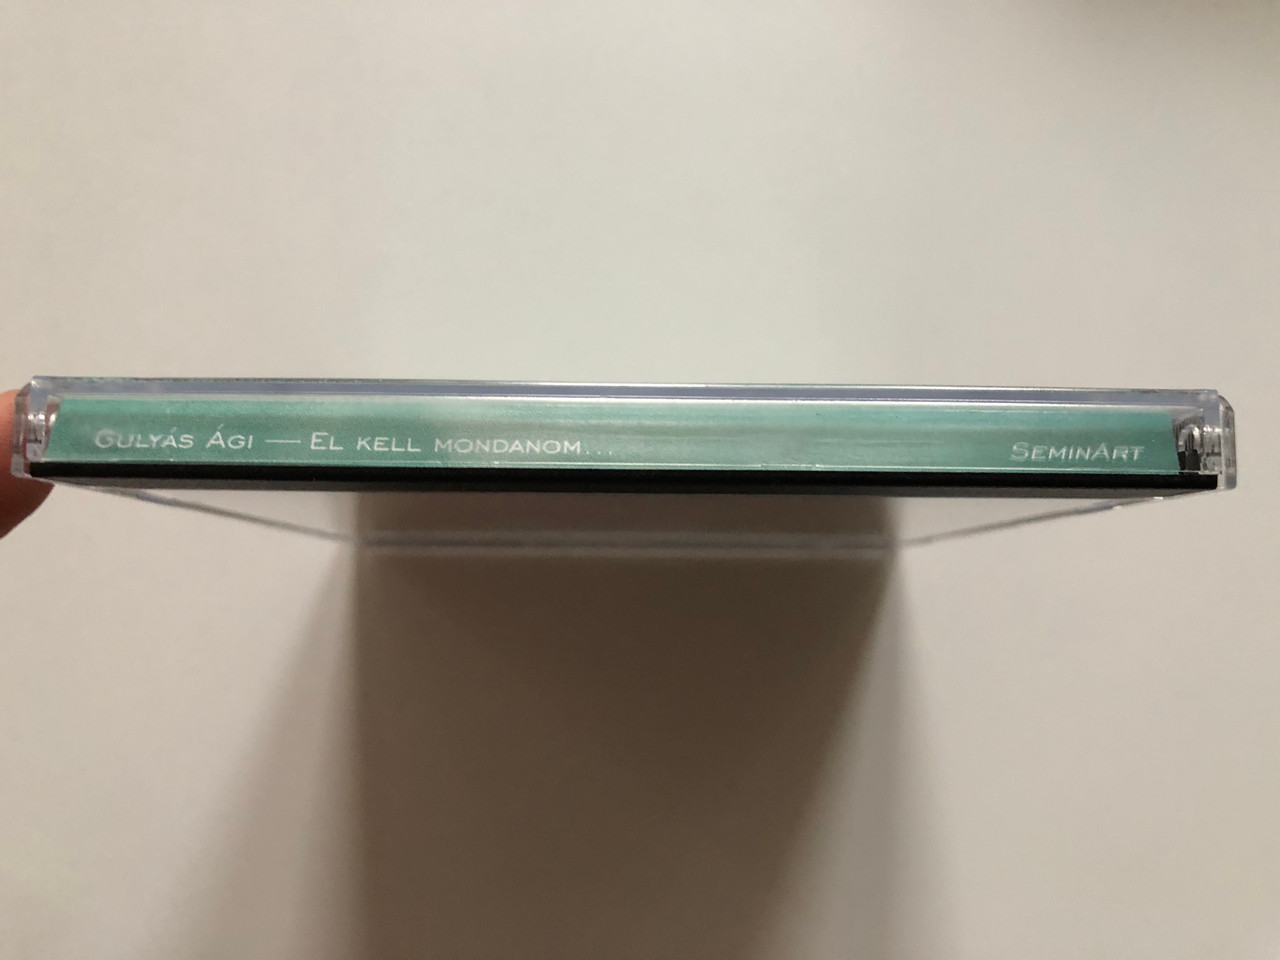 Gulyás Ági — El kell mondanom... SeminArt